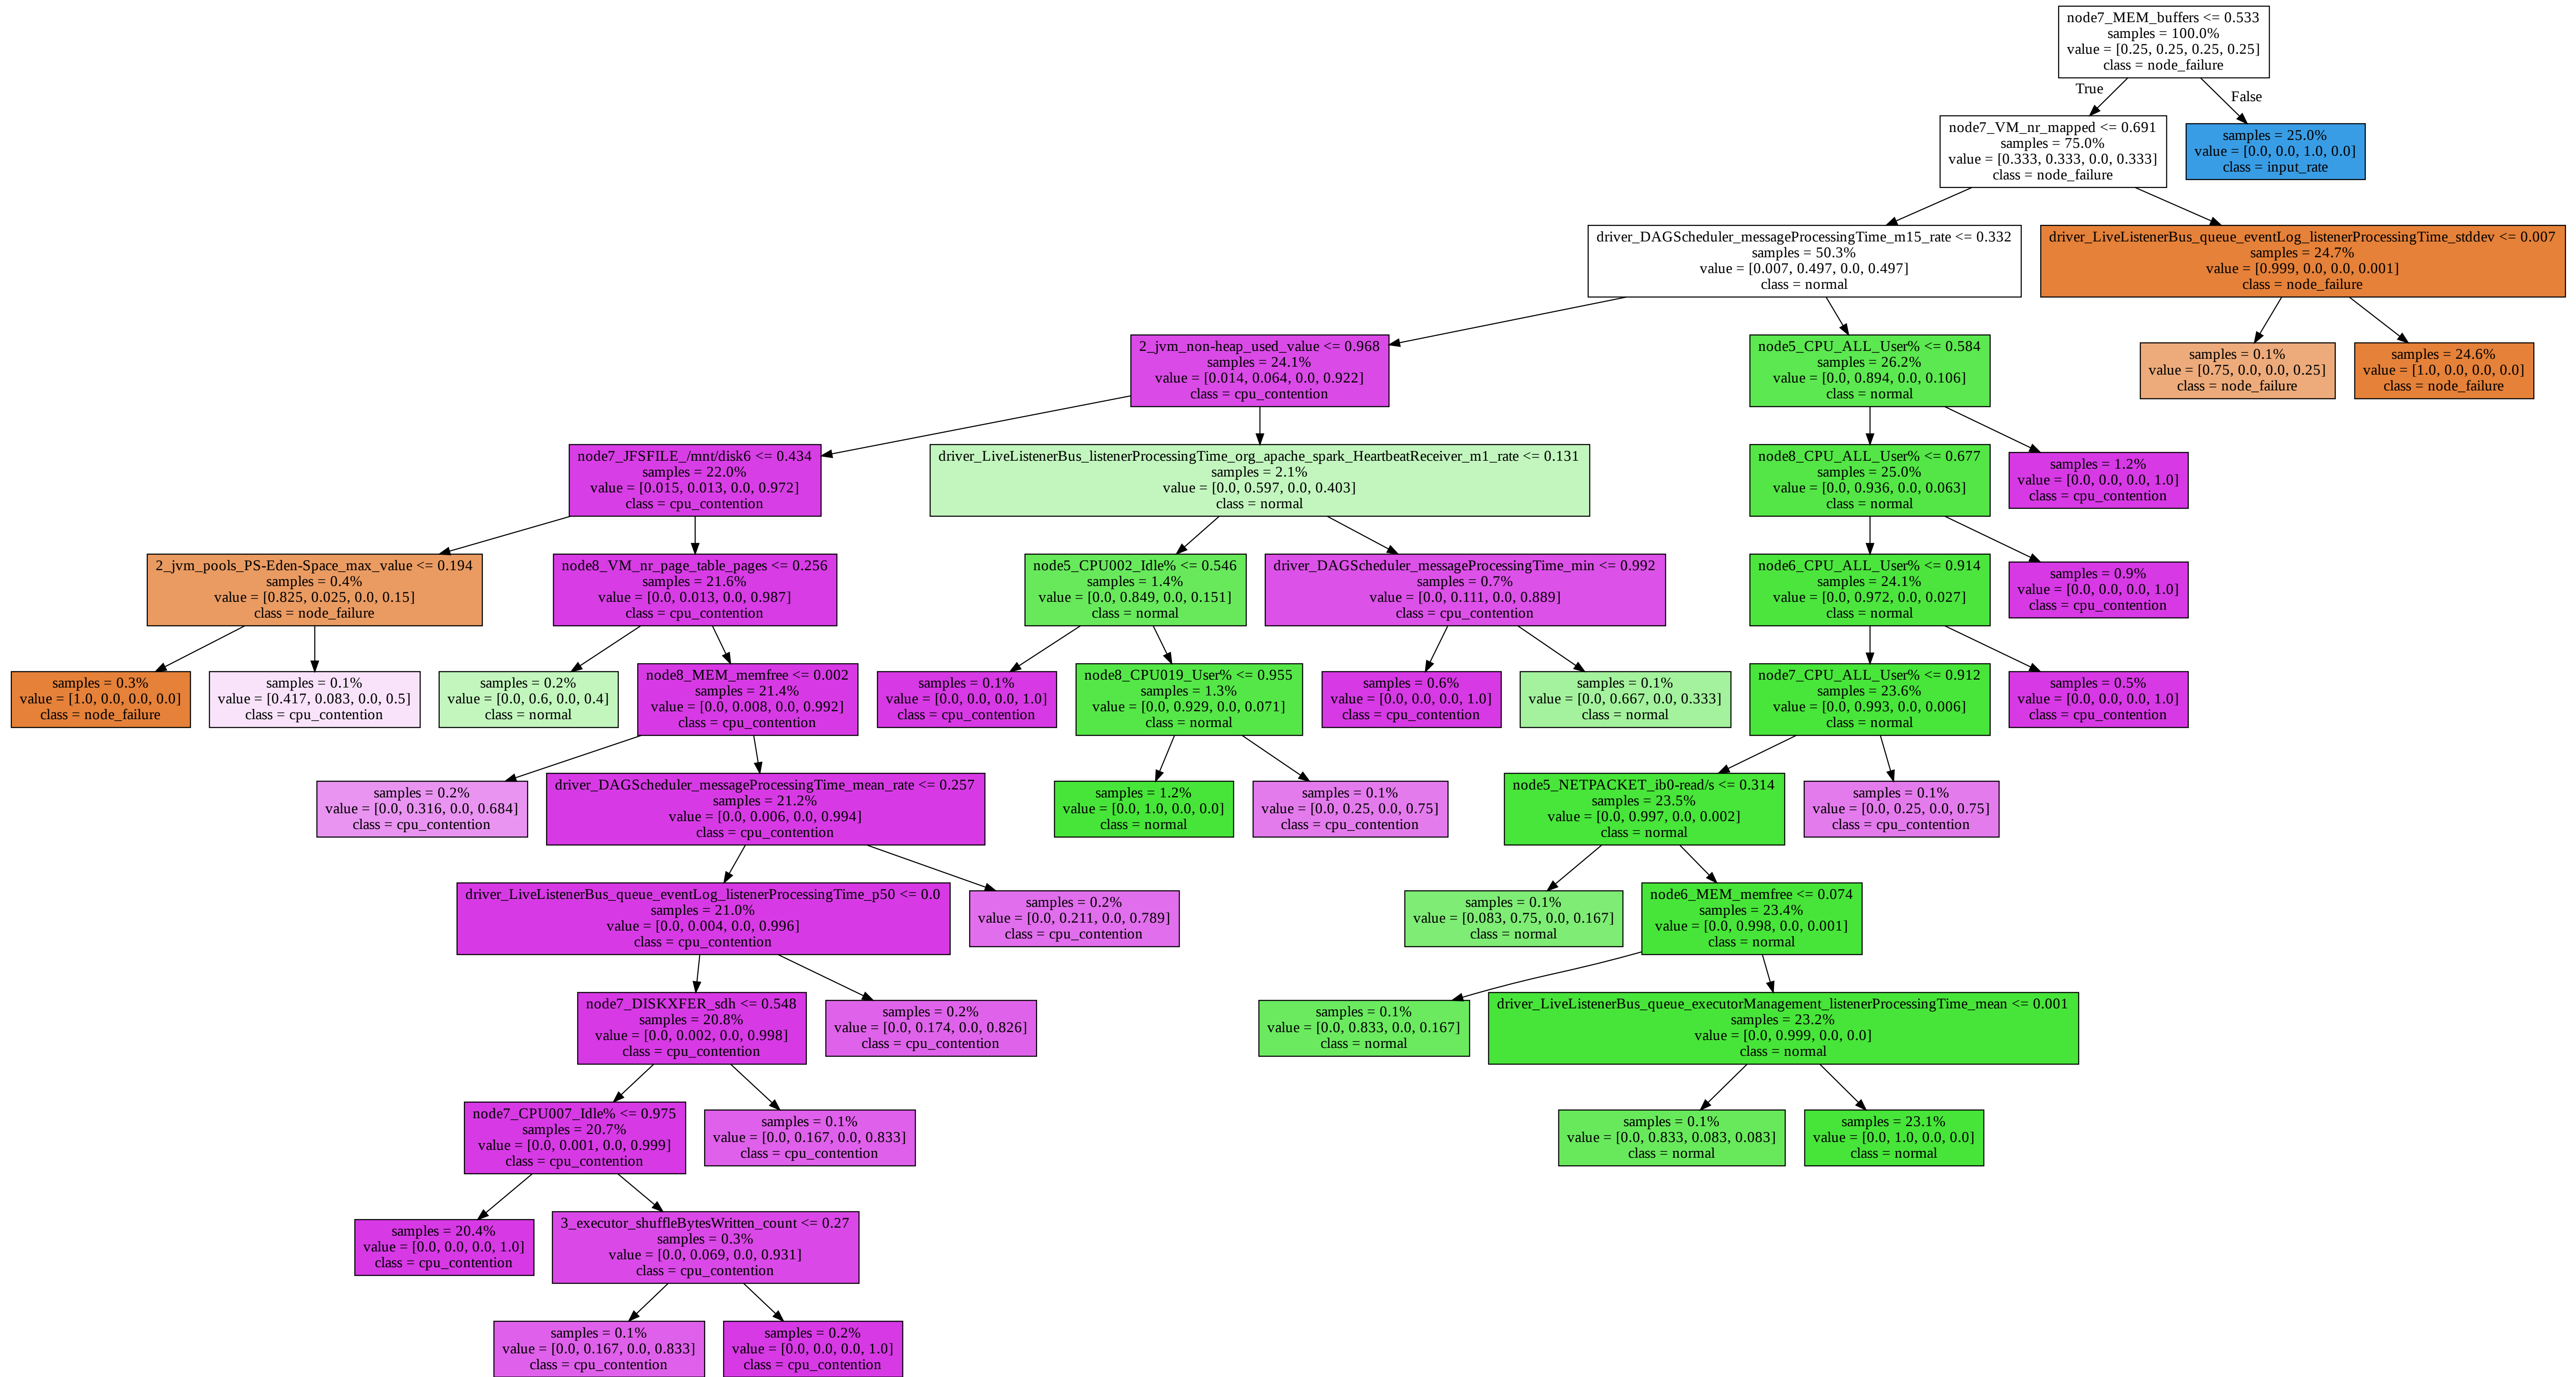 node7_MEM_buffers <= 0.533
samples = 100.0%
value = [0.25, 0.25, 0.25, 0.25]
class = node_failure
True
False
node7_VM_nr_mapped <= 0.691
samples = 75.0%
value = [0.333, 0.333, 0.0, 0.333]
class = node_failure
samples = 25.0%
value = [0.0, 0.0, 1.0, 0.0]
class = input_rate
driver_DAGScheduler_messageProcessingTime_m15_rate <= 0.332
samples = 50.3%
value = [0.007, 0.497, 0.0, 0.497]
class = normal
driver_LiveListenerBus_queue_eventLog_listenerProcessingTime_stddev <= 0.007
samples = 24.7%
value = [0.999, 0.0, 0.0, 0.001]
class = node_failure
2_jvm_non-heap_used_value <= 0.968
samples = 24.1%
value = [0.014, 0.064, 0.0, 0.922]
class = cpu_contention
node5_CPU_ALL_User% <= 0.584
samples = 26.2%
value = [0.0, 0.894, 0.0, 0.106]
class = normal
samples = 0.1%
value = [0.75, 0.0, 0.0, 0.25]
class = node_failure
samples = 24.6%
value = [1.0, 0.0, 0.0, 0.0]
class = node_failure
node7_JFSFILE_/mnt/disk6 <= 0.434
samples = 22.0%
value = [0.015, 0.013, 0.0, 0.972]
class = cpu_contention
driver_LiveListenerBus_listenerProcessingTime_org_apache_spark_HeartbeatReceiver_m1_rate <= 0.131
samples = 2.1%
value = [0.0, 0.597, 0.0, 0.403]
class = normal
node8_CPU_ALL_User% <= 0.677
samples = 25.0%
value = [0.0, 0.936, 0.0, 0.063]
class = normal
samples = 1.2%
value = [0.0, 0.0, 0.0, 1.0]
class = cpu_contention
2_jvm_pools_PS-Eden-Space_max_value <= 0.194
samples = 0.4%
value = [0.825, 0.025, 0.0, 0.15]
class = node_failure
node8_VM_nr_page_table_pages <= 0.256
samples = 21.6%
value = [0.0, 0.013, 0.0, 0.987]
class = cpu_contention
node5_CPU002_Idle% <= 0.546
samples = 1.4%
value = [0.0, 0.849, 0.0, 0.151]
class = normal
driver_DAGScheduler_messageProcessingTime_min <= 0.992
samples = 0.7%
value = [0.0, 0.111, 0.0, 0.889]
class = cpu_contention
node6_CPU_ALL_User% <= 0.914
samples = 24.1%
value = [0.0, 0.972, 0.0, 0.027]
class = normal
samples = 0.9%
value = [0.0, 0.0, 0.0, 1.0]
class = cpu_contention
samples = 0.3%
value = [1.0, 0.0, 0.0, 0.0]
class = node_failure
samples = 0.1%
value = [0.417, 0.083, 0.0, 0.5]
class = cpu_contention
samples = 0.2%
value = [0.0, 0.6, 0.0, 0.4]
class = normal
node8_MEM_memfree <= 0.002
samples = 21.4%
value = [0.0, 0.008, 0.0, 0.992]
class = cpu_contention
samples = 0.1%
value = [0.0, 0.0, 0.0, 1.0]
class = cpu_contention
node8_CPU019_User% <= 0.955
samples = 1.3%
value = [0.0, 0.929, 0.0, 0.071]
class = normal
samples = 0.6%
value = [0.0, 0.0, 0.0, 1.0]
class = cpu_contention
samples = 0.1%
value = [0.0, 0.667, 0.0, 0.333]
class = normal
node7_CPU_ALL_User% <= 0.912
samples = 23.6%
value = [0.0, 0.993, 0.0, 0.006]
class = normal
samples = 0.5%
value = [0.0, 0.0, 0.0, 1.0]
class = cpu_contention
samples = 0.2%
value = [0.0, 0.316, 0.0, 0.684]
class = cpu_contention
driver_DAGScheduler_messageProcessingTime_mean_rate <= 0.257
samples = 21.2%
value = [0.0, 0.006, 0.0, 0.994]
class = cpu_contention
samples = 1.2%
value = [0.0, 1.0, 0.0, 0.0]
class = normal
samples = 0.1%
value = [0.0, 0.25, 0.0, 0.75]
class = cpu_contention
node5_NETPACKET_ib0-read/s <= 0.314
samples = 23.5%
value = [0.0, 0.997, 0.0, 0.002]
class = normal
samples = 0.1%
value = [0.0, 0.25, 0.0, 0.75]
class = cpu_contention
driver_LiveListenerBus_queue_eventLog_listenerProcessingTime_p50 <= 0.0
samples = 21.0%
value = [0.0, 0.004, 0.0, 0.996]
class = cpu_contention
samples = 0.2%
value = [0.0, 0.211, 0.0, 0.789]
class = cpu_contention
samples = 0.1%
value = [0.083, 0.75, 0.0, 0.167]
class = normal
node6_MEM_memfree <= 0.074
samples = 23.4%
value = [0.0, 0.998, 0.0, 0.001]
class = normal
node7_DISKXFER_sdh <= 0.548
samples = 20.8%
value = [0.0, 0.002, 0.0, 0.998]
class = cpu_contention
samples = 0.2%
value = [0.0, 0.174, 0.0, 0.826]
class = cpu_contention
samples = 0.1%
value = [0.0, 0.833, 0.0, 0.167]
class = normal
driver_LiveListenerBus_queue_executorManagement_listenerProcessingTime_mean <= 0.001
samples = 23.2%
value = [0.0, 0.999, 0.0, 0.0]
class = normal
node7_CPU007_Idle% <= 0.975
samples = 20.7%
value = [0.0, 0.001, 0.0, 0.999]
class = cpu_contention
samples = 0.1%
value = [0.0, 0.167, 0.0, 0.833]
class = cpu_contention
samples = 0.1%
value = [0.0, 0.833, 0.083, 0.083]
class = normal
samples = 23.1%
value = [0.0, 1.0, 0.0, 0.0]
class = normal
samples = 20.4%
value = [0.0, 0.0, 0.0, 1.0]
class = cpu_contention
3_executor_shuffleBytesWritten_count <= 0.27
samples = 0.3%
value = [0.0, 0.069, 0.0, 0.931]
class = cpu_contention
samples = 0.1%
value = [0.0, 0.167, 0.0, 0.833]
class = cpu_contention
samples = 0.2%
value = [0.0, 0.0, 0.0, 1.0]
class = cpu_contention